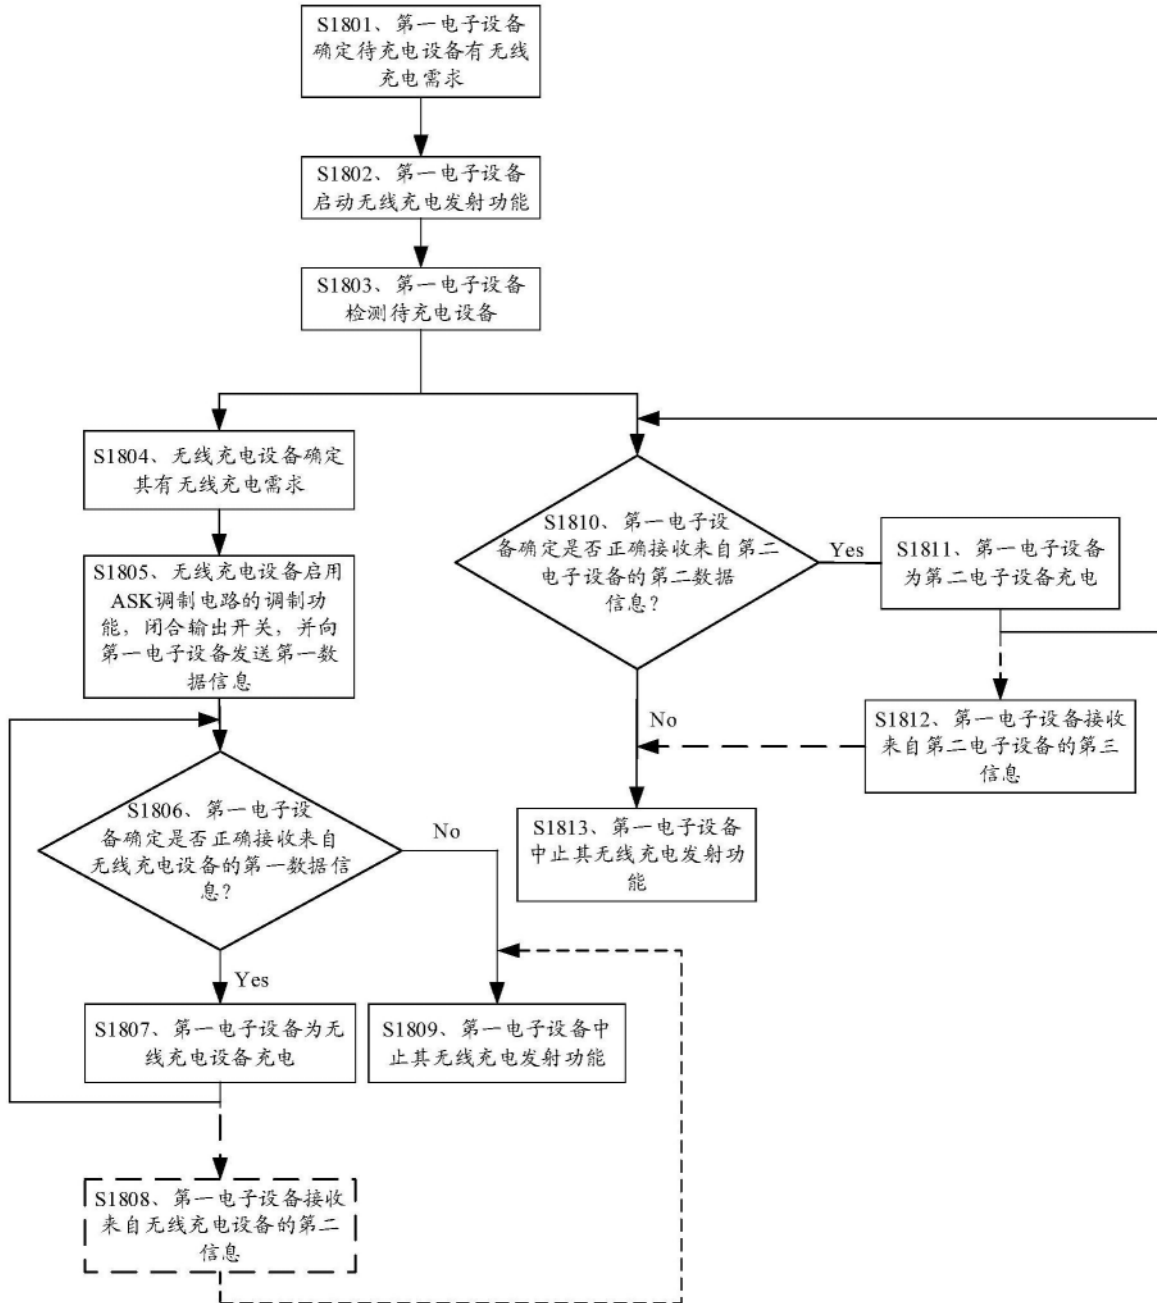 S1801、第一电子设备
确定待充电设备有无线
充电需求
S1802、第一电子设备
启动无线充电发射功能
S1803、第一电子设备
检测待充电设备
S1804、无线充电设备确定
其有无线充电需求
S1805、无线充电设备启用
ASK调制电路的调制功
能，闭合输出开关，并向
第一电子设备发送第一数
据信息
S1806、第一电子设
备确定是否正确接收来自
无线充电设备的第一数据信
息？
No
Yes
S1807、第一电子设备为无
线充电设备充电
S1808、第一电子设备接收
来自无线充电设备的第二
信息
S1809、第一电子设备中
止其无线充电发射功能
S1810、第一电子设
备确定是否正确接收来自第二
电子设备的第二数据
信息？
Yes
No
S1811、第一电子设备
为第二电子设备充电
S1812、第一电子设备接收
来自第二电子设备的第三
信息
S1813、第一电子设备
中止其无线充电发射功
能